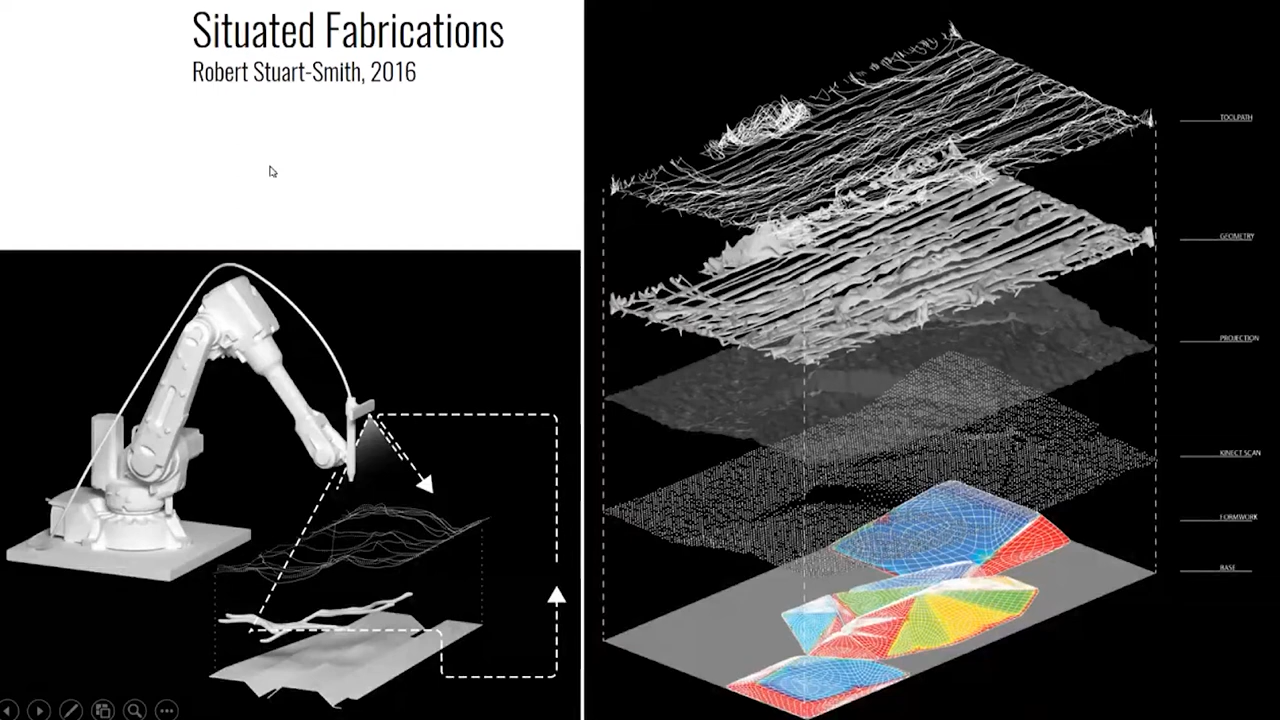 Situated Fabrications
Robert Stuart-Smith, 2016
TOOLPATH
GEOMETRY
PROJECTION
KINECT SCAN
FORMWORK
BASE